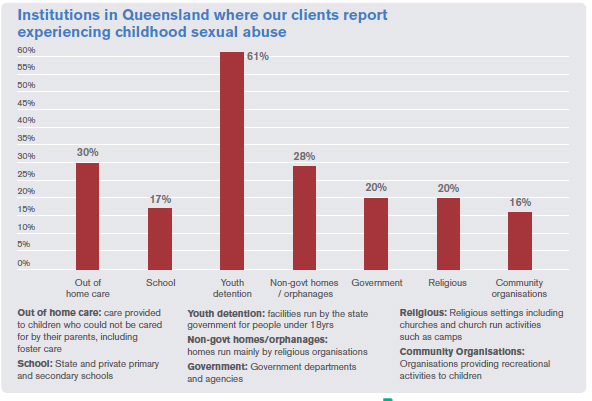 Institutions in Queensland where our clients report
experiencing childhood sexual abuse
60%
55%
50%
45%
40%
35%
30%
25%
20%
15%
10%
5%
0%
30%
17%
61%
28%
20%
20%
16%
Out of
home care
School
Youth
detention
Non-govt homes
/ orphanages
Government
Religious
Community
organisations
Out of home care: care provided
to children who could not be cared
for by their parents, including
foster care
School: State and private primary
and secondary schools
Youth detention: facilities run by the state
government for people under 18yrs
Non-govt homes/orphanages:
homes run mainly by religious organisations
Government: Government departments
and agencies
Religious: Religious settings including
churches and church run activities
such as camps
Community Organisations:
Organisations providing recreational
activities to children